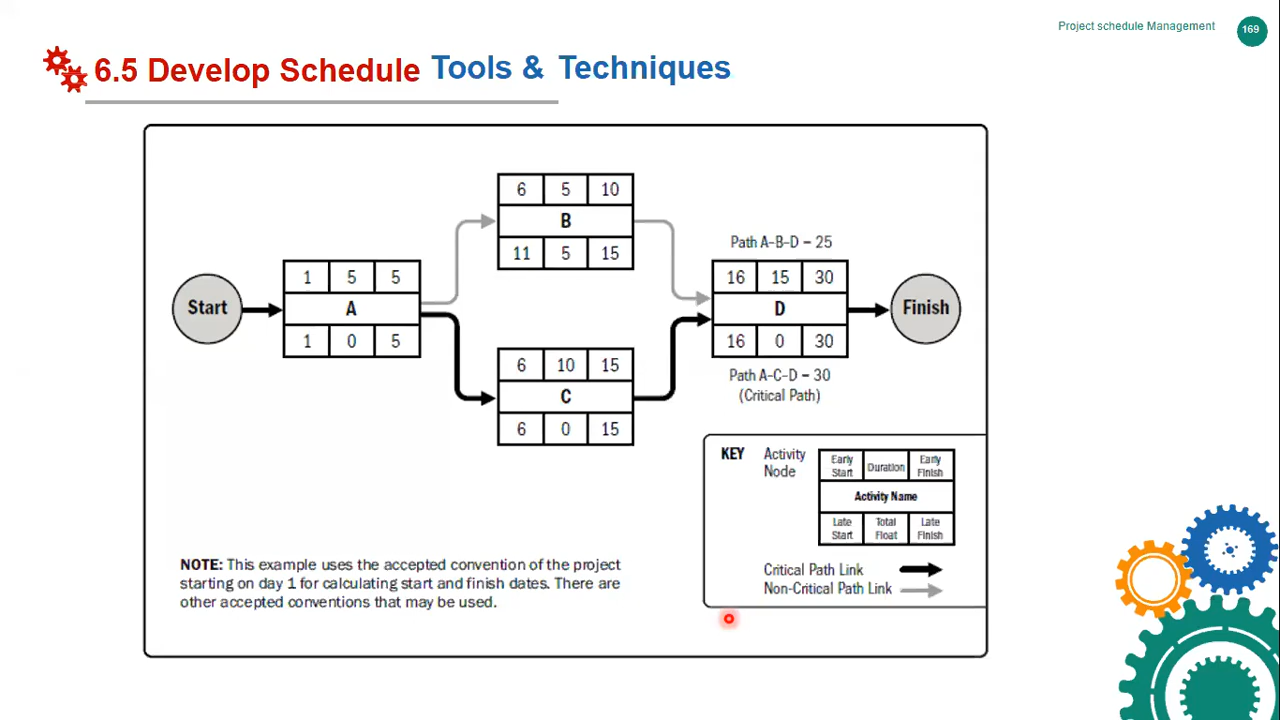 Project schedule Management
169
6.5 Develop Schedule Tools & Techniques
6 5 10
B
11 5 15
Path A-B-D – 25
1 5 5
A
1 0 5
16 15 30
D
16 0 30
Start
Finish
6 10 15
C
6 0 15
Path A-C-D – 30
(Critical Path)
KEY
Activity
Node
Early
Start
Duration
Early
Finish
Activity Name
Late
Start
Total
Float
Late
Finish
Critical Path Link
Non-Critical Path Link
NOTE: This example uses the accepted convention of the project
starting on day 1 for calculating start and finish dates. There are
other accepted conventions that may be used.